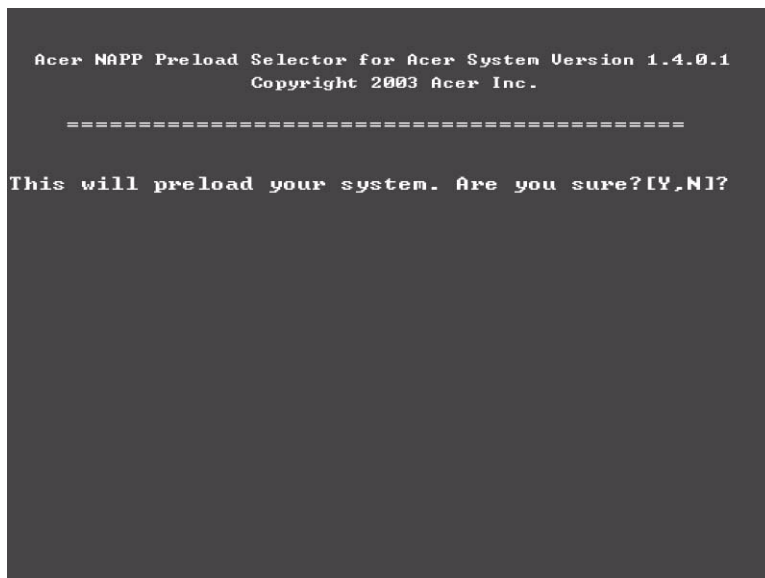 Acer NAPP Preload Selector for Acer System Version 1.4.0.1
Copyright 2003 Acer Inc.
===========================================
This will preload your system. Are you sure?[Y,N]?